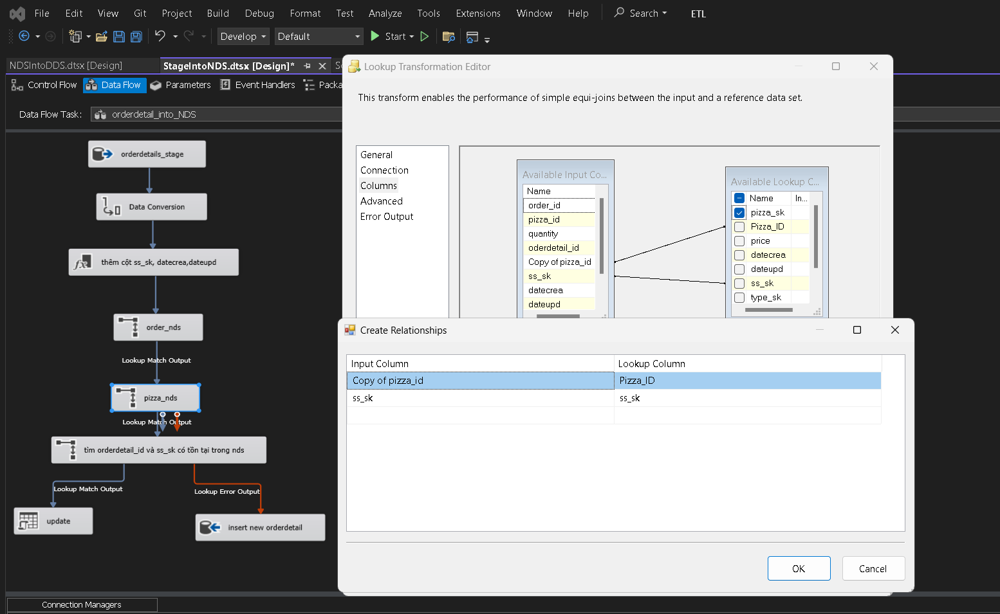 File Edit View Git Project Build Debug Format Test Analyze Tools Extensions Window Help Search ETL
Develop Default Start
NDSIntoDDS.dtsx [Design] StageIntoNDS.dtsx [Design]*
Control Flow Data Flow Parameters Event Handlers Packa
Data Flow Task: orderdetail_into_NDS
orderdetails_stage
Data Conversion
thêm cột ss_sk, datecrea,dateupd
order_nds
Lookup Match Output
pizza_nds
Lookup Match Output
tìm orderdetail_id và ss_sk có tồn tại trong nds
Lookup Match Output
Lookup Error Output
update
insert new orderdetail
Connection Managers
Lookup Transformation Editor
This transform enables the performance of simple equi-joins between the input and a reference data set.
General
Connection
Columns
Advanced
Error Output
Available Input Co...
Name
order_id
pizza_id
quantity
oderdetail_id
Copy of pizza_id
ss_sk
datecrea
dateupd
Available Lookup C...
Name In...
pizza_sk
Pizza_ID
price
datecrea
dateupd
ss_sk
type_sk
Create Relationships
Input Column Lookup Column
Copy of pizza_id Pizza_ID
ss_sk ss_sk
OK Cancel